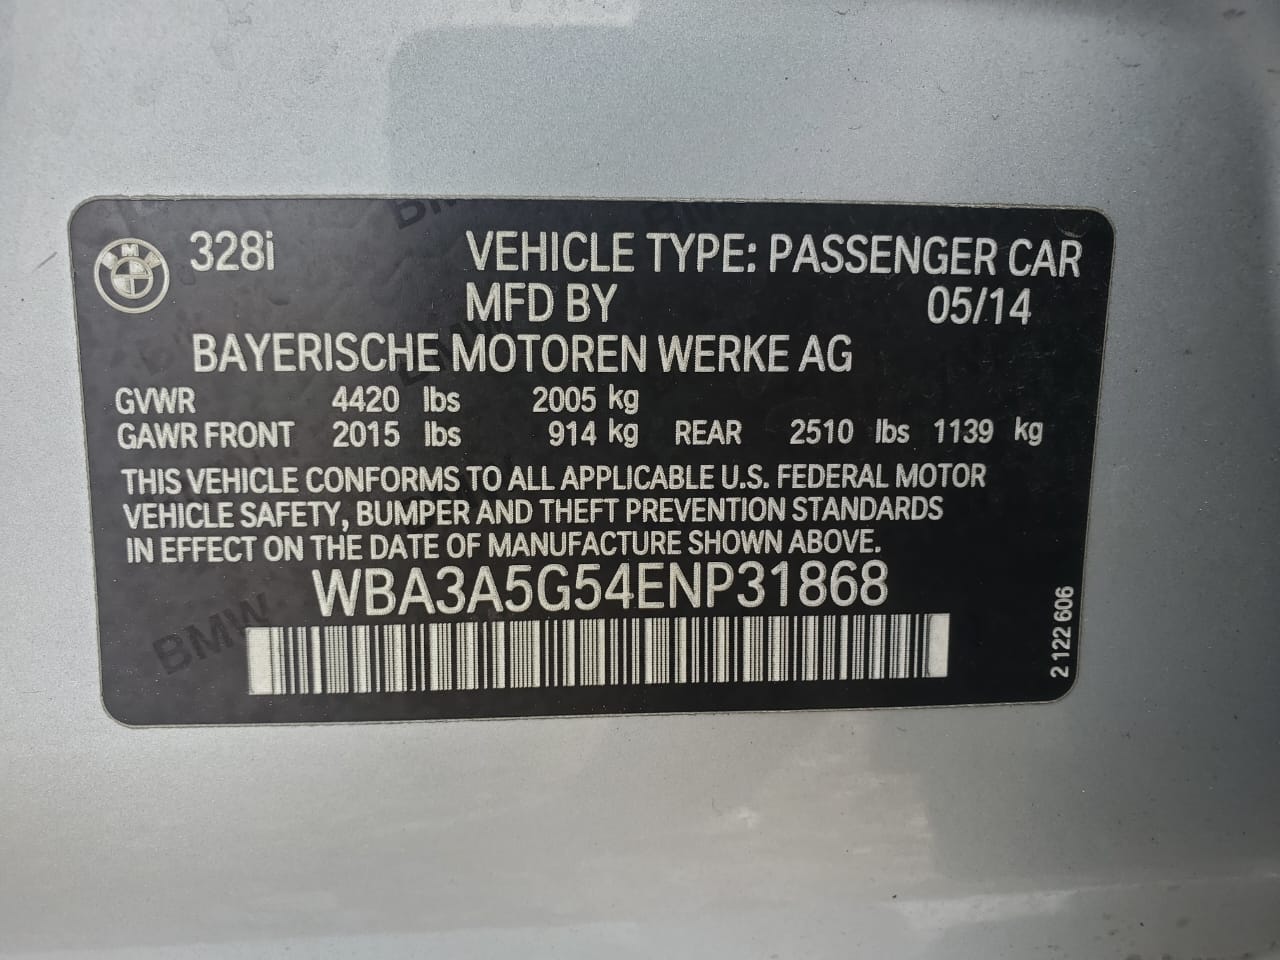 328i VEHICLE TYPE: PASSENGER CAR
MFD BY 05/14
BAYERISCHE MOTOREN WERKE AG
GVWR 4420 lbs 2005 kg
GAWR FRONT 2015 lbs 914 kg REAR 2510 lbs 1139 kg
THIS VEHICLE CONFORMS TO ALL APPLICABLE U.S. FEDERAL MOTOR
VEHICLE SAFETY, BUMPER AND THEFT PREVENTION STANDARDS
IN EFFECT ON THE DATE OF MANUFACTURE SHOWN ABOVE.
WBA3A5G54ENP31868
2 122 606
BMW